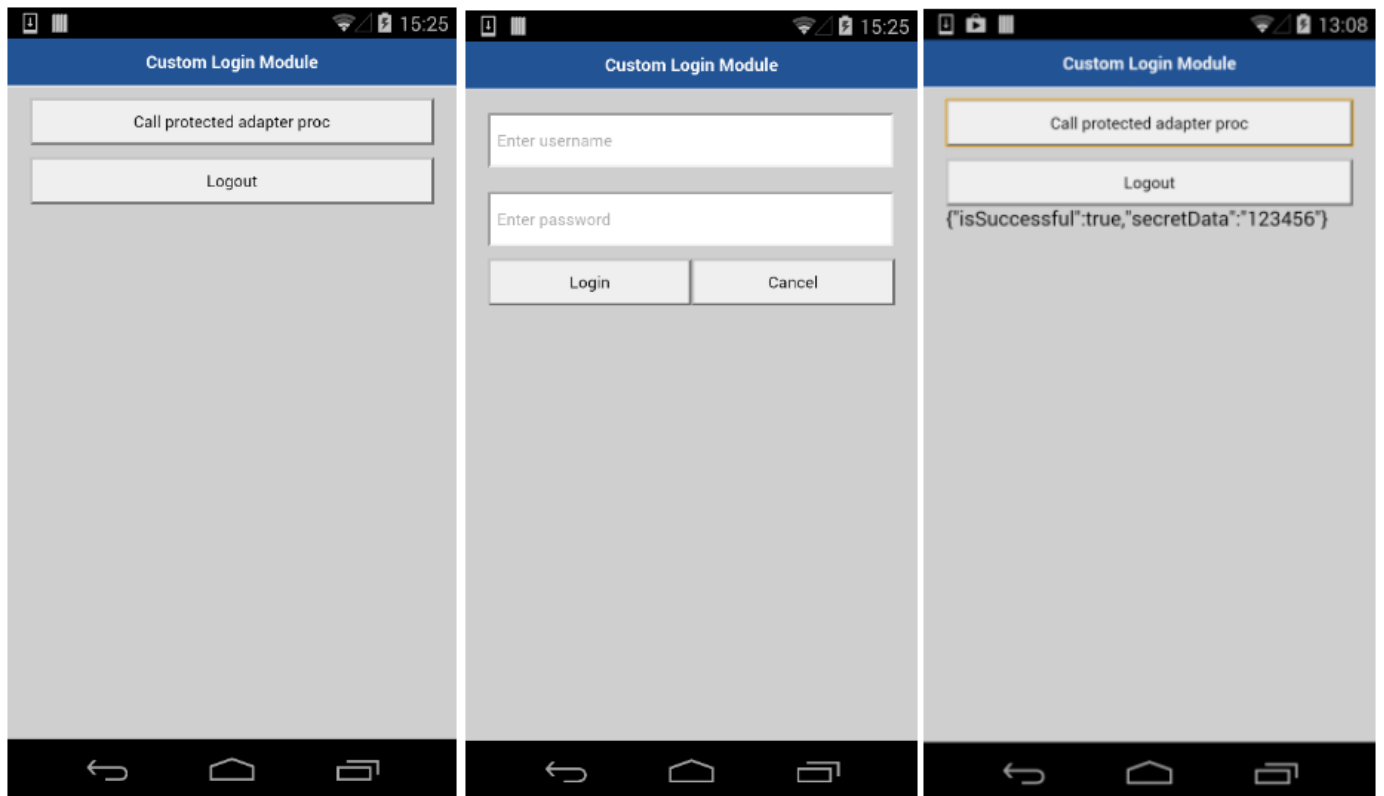 15:25
Custom Login Module
Call protected adapter proc
Logout
15:25
Custom Login Module
Enter username
Enter password
Login
Cancel
13:08
Custom Login Module
Call protected adapter proc
Logout
{"isSuccessful":true,"secretData":"123456"}